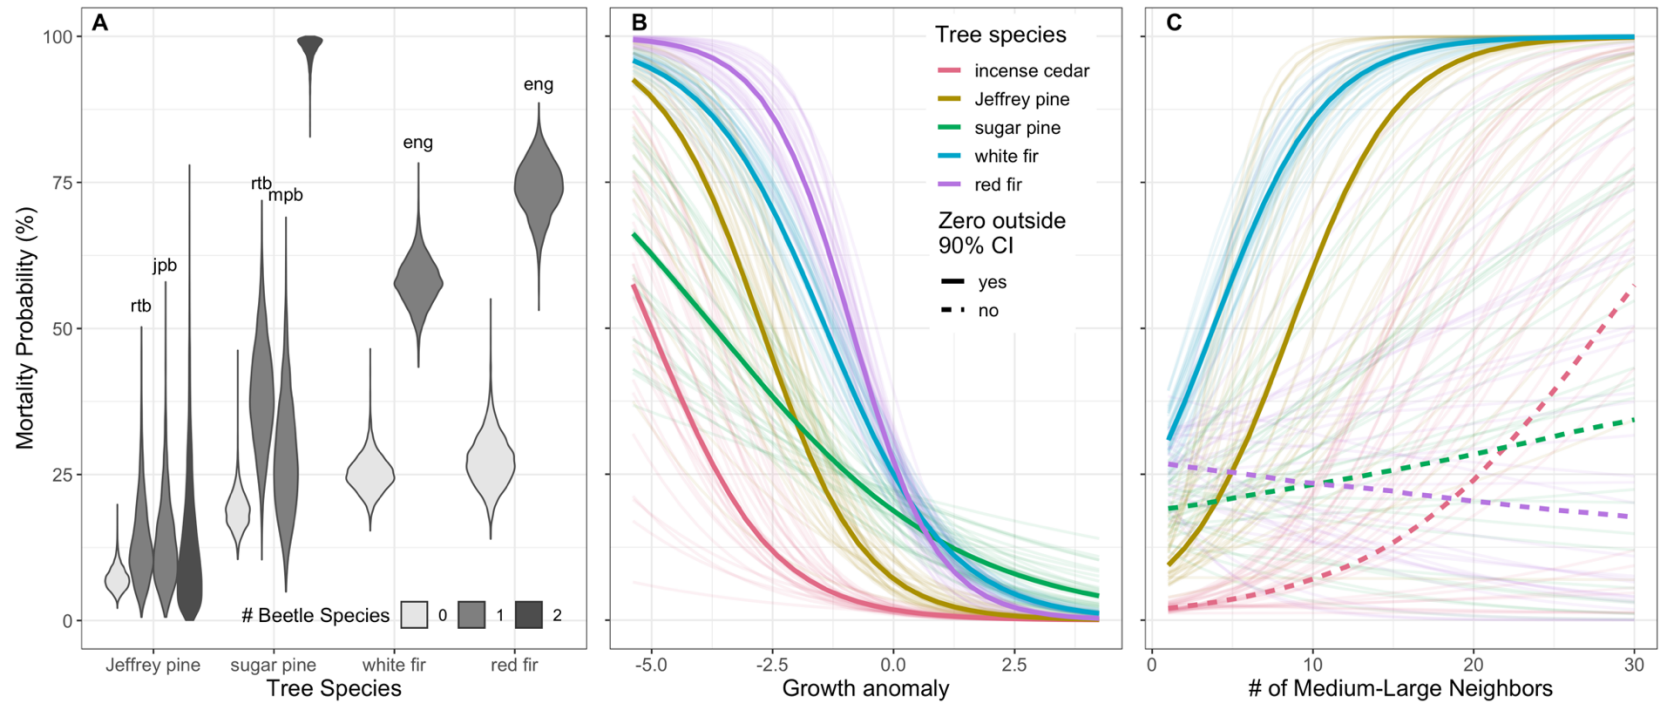 A
B
C
Mortality Probability (%)
100
75
50
25
0
rtb
jpb
rtb
mpb
eng
eng
# Beetle Species
0
1
2
Jeffrey pine
sugar pine
white fir
red fir
Tree Species
Tree species
incense cedar
Jeffrey pine
sugar pine
white fir
red fir
Zero outside
90% CI
yes
no
-5.0
-2.5
0.0
2.5
Growth anomaly
0
10
20
30
# of Medium-Large Neighbors